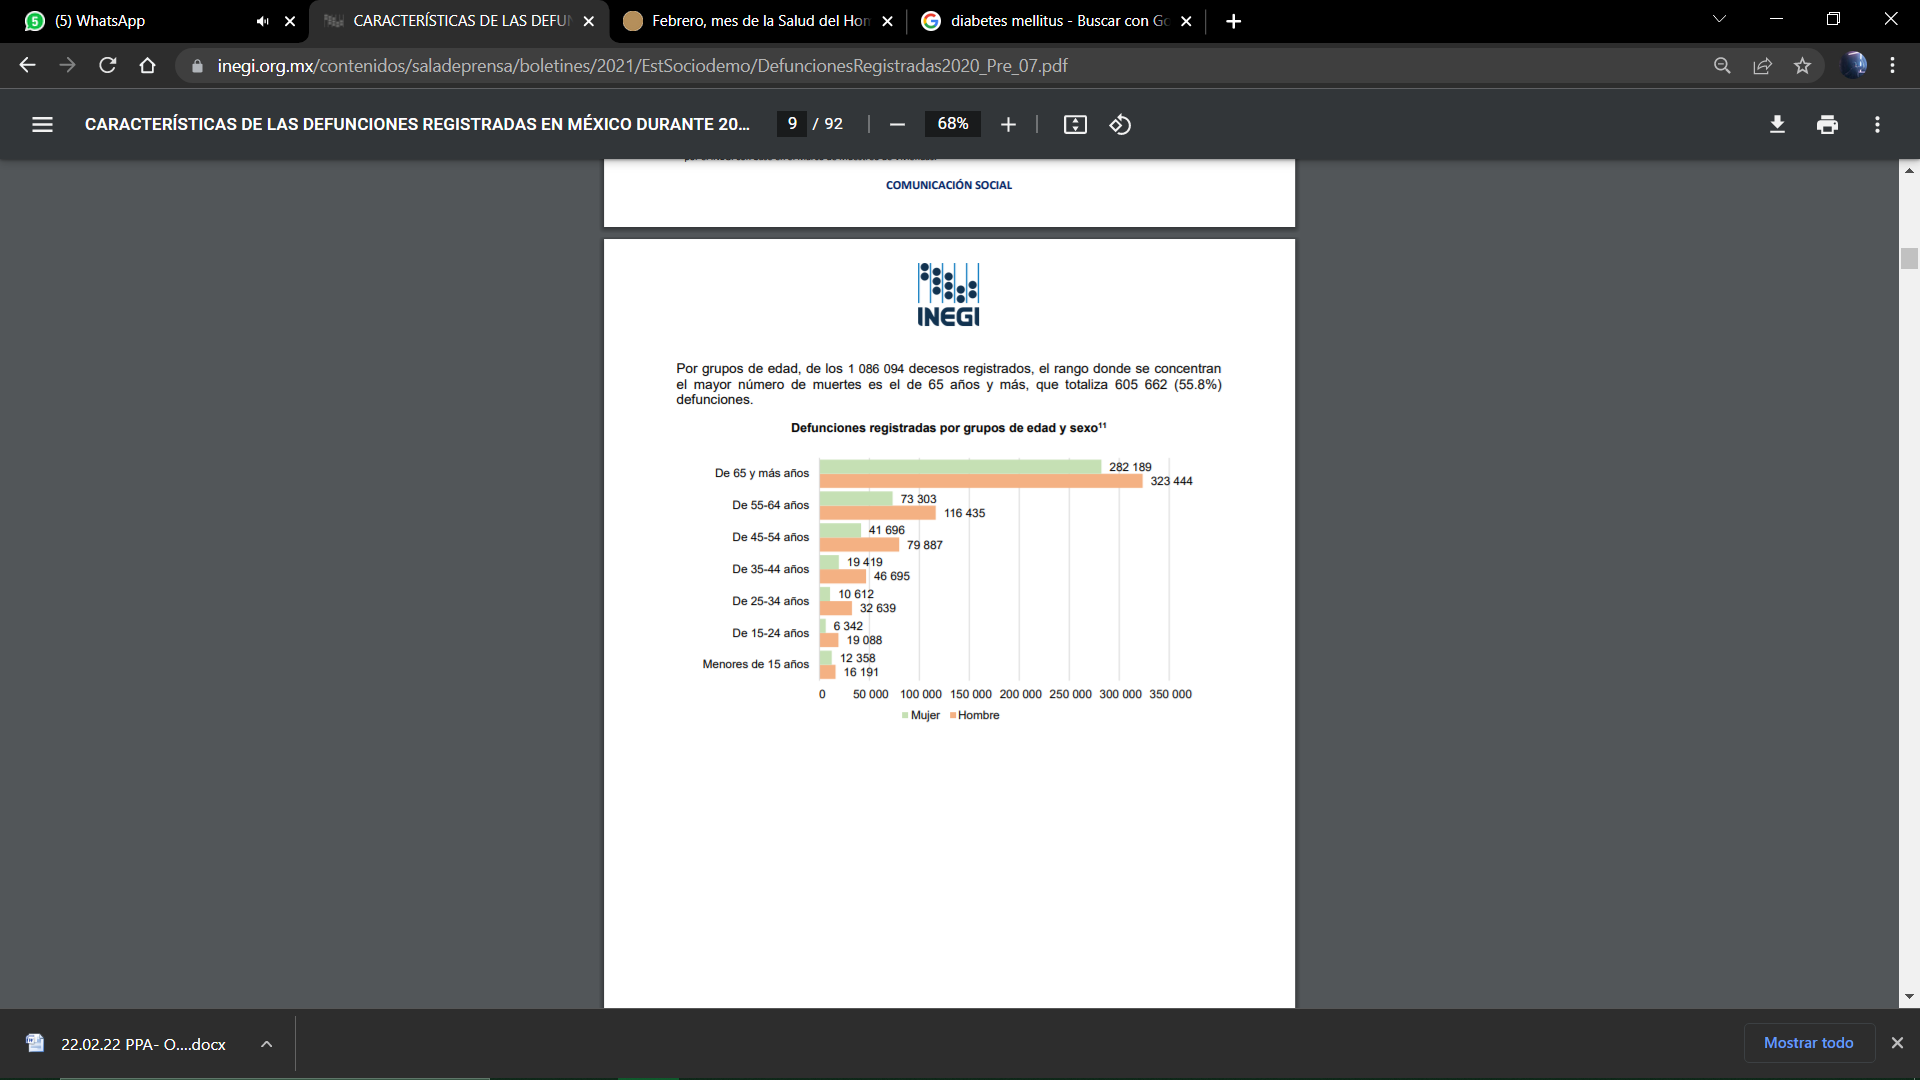 (5) WhatsApp
CARACTERÍSTICAS DE LAS DEFU
Febrero, mes de la Salud del Hon
diabetes mellitus - Buscar con Go
inegi.org.mx/contenidos/saladeprensa/boletines/2021/EstSociodemo/DefuncionesRegistradas2020_Pre_07.pdf
CARACTERÍSTICAS DE LAS DEFUNCIONES REGISTRADAS EN MÉXICO DURANTE 20...
9 / 92
68%
COMUNICACIÓN SOCIAL
INEGI
Por grupos de edad, de los 1 086 094 decesos registrados, el rango donde se concentran
el mayor número de muertes es el de 65 años y más, que totaliza 605 662 (55.8%)
defunciones.
Defunciones registradas por grupos de edad y sexo¹¹
De 65 y más años 282 189
323 444
De 55-64 años 73 303
116 435
De 45-54 años 41 696
79 887
De 35-44 años 19 419
46 695
De 25-34 años 10 612
32 639
De 15-24 años 6 342
19 088
Menores de 15 años 12 358
16 191
0 50 000 100 000 150 000 200 000 250 000 300 000 350 000
Mujer Hombre
22.02.22 PPA- O....docx
Mostrar todo